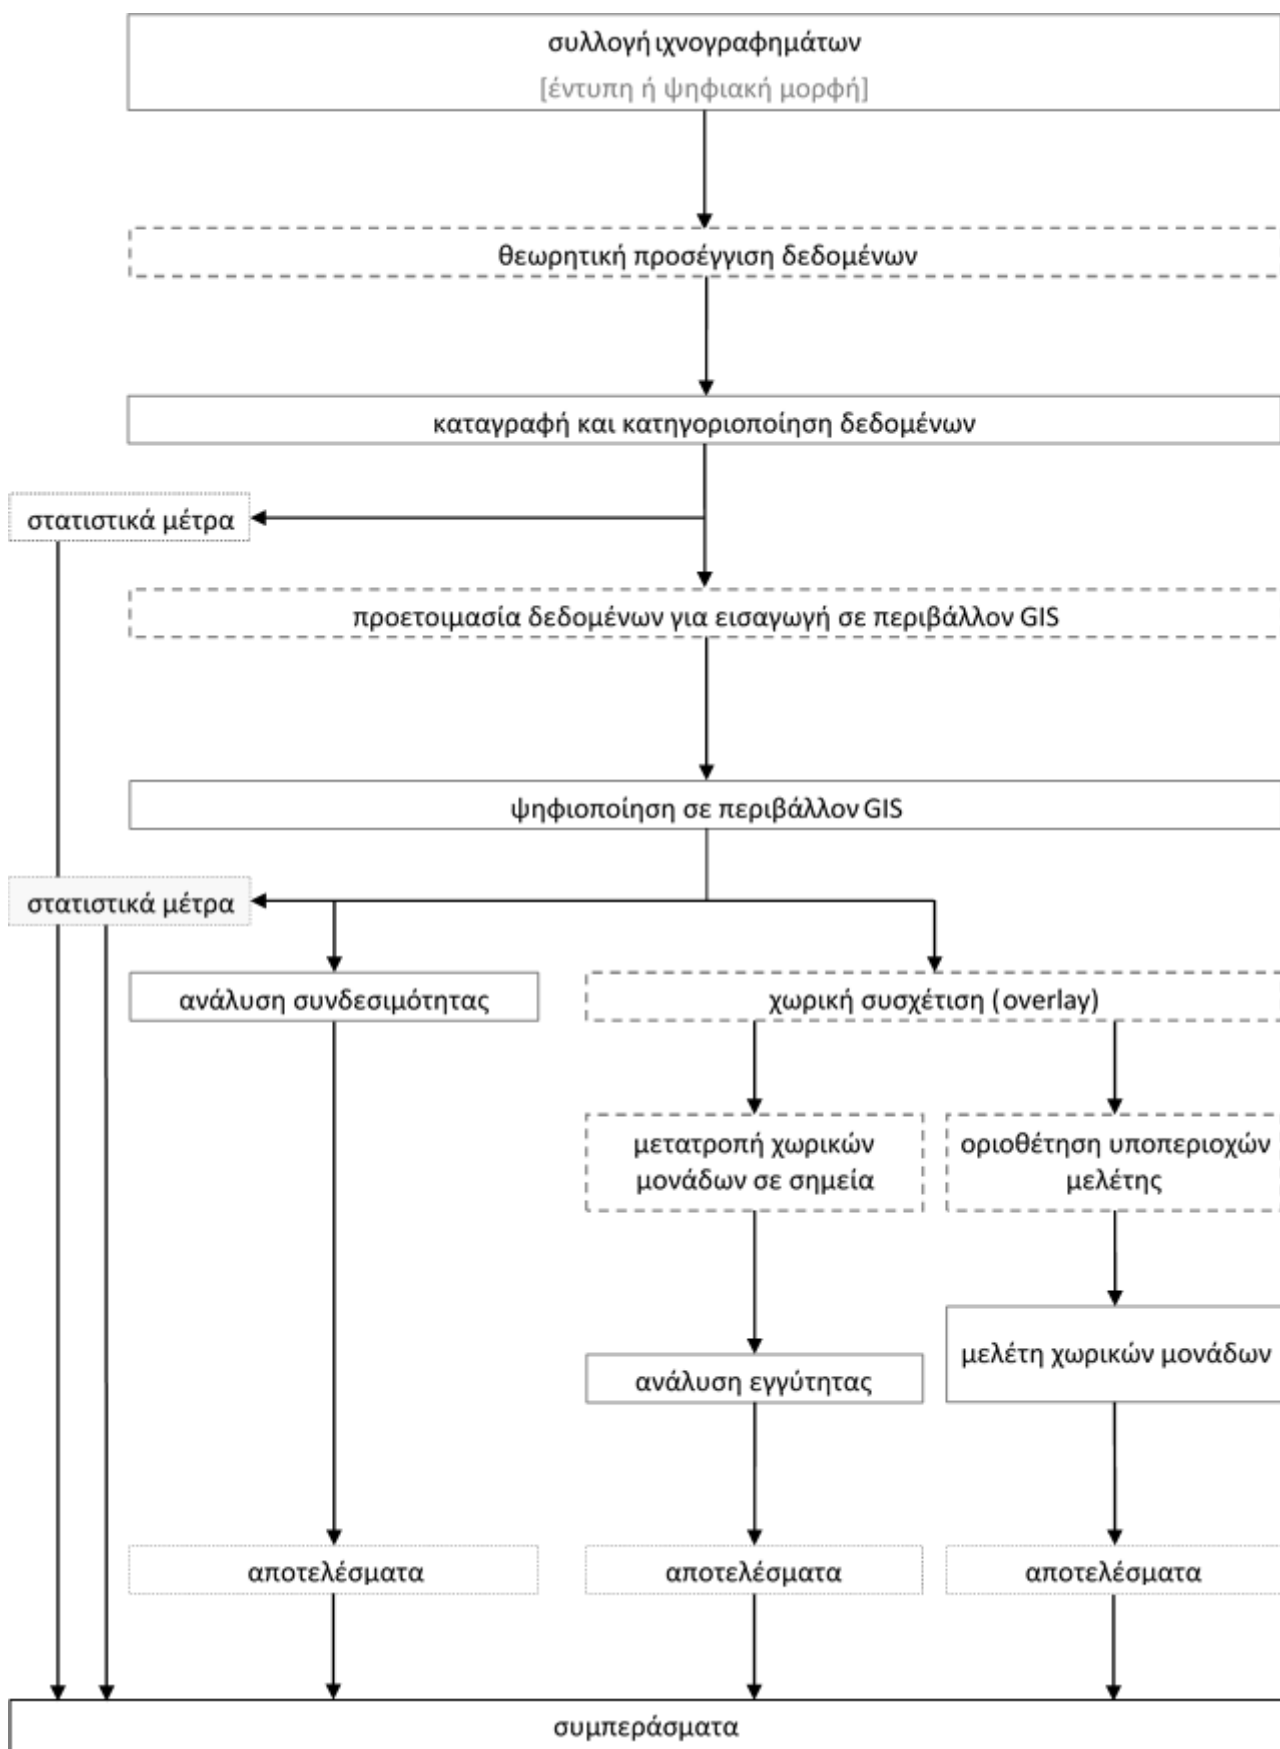 συλλογή ιχνογραφημάτων
[έντυπη ή ψηφιακή μορφή]
θεωρητική προσέγγιση δεδομένων
καταγραφή και κατηγοριοποίηση δεδομένων
στατιστικά μέτρα
προετοιμασία δεδομένων για εισαγωγή σε περιβάλλον GIS
ψηφιοποίηση σε περιβάλλον GIS
στατιστικά μέτρα
ανάλυση συνδεσιμότητας
χωρική συσχέτιση (overlay)
μετατροπή χωρικών
μονάδων σε σημεία
οριοθέτηση υποπεριοχών
μελέτης
μελέτη χωρικών μονάδων
ανάλυση εγγύτητας
αποτελέσματα
αποτελέσματα
αποτελέσματα
συμπεράσματα